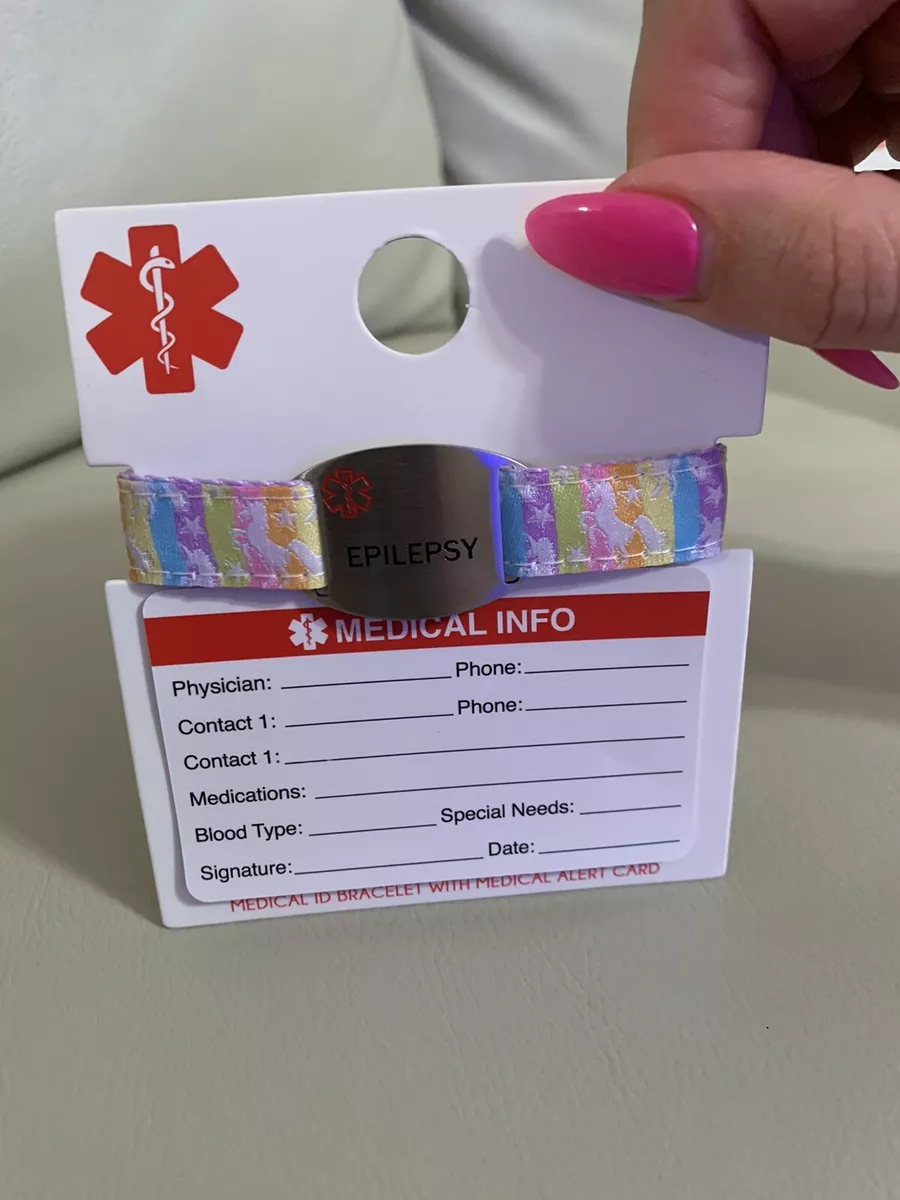 EPILEPSY
MEDICAL INFO
Physician: Phone:
Contact 1: Phone:
Contact 1:
Medications:
Blood Type: Special Needs:
Signature: Date:
MEDICAL ID BRACELET WITH MEDICAL ALERT CARD